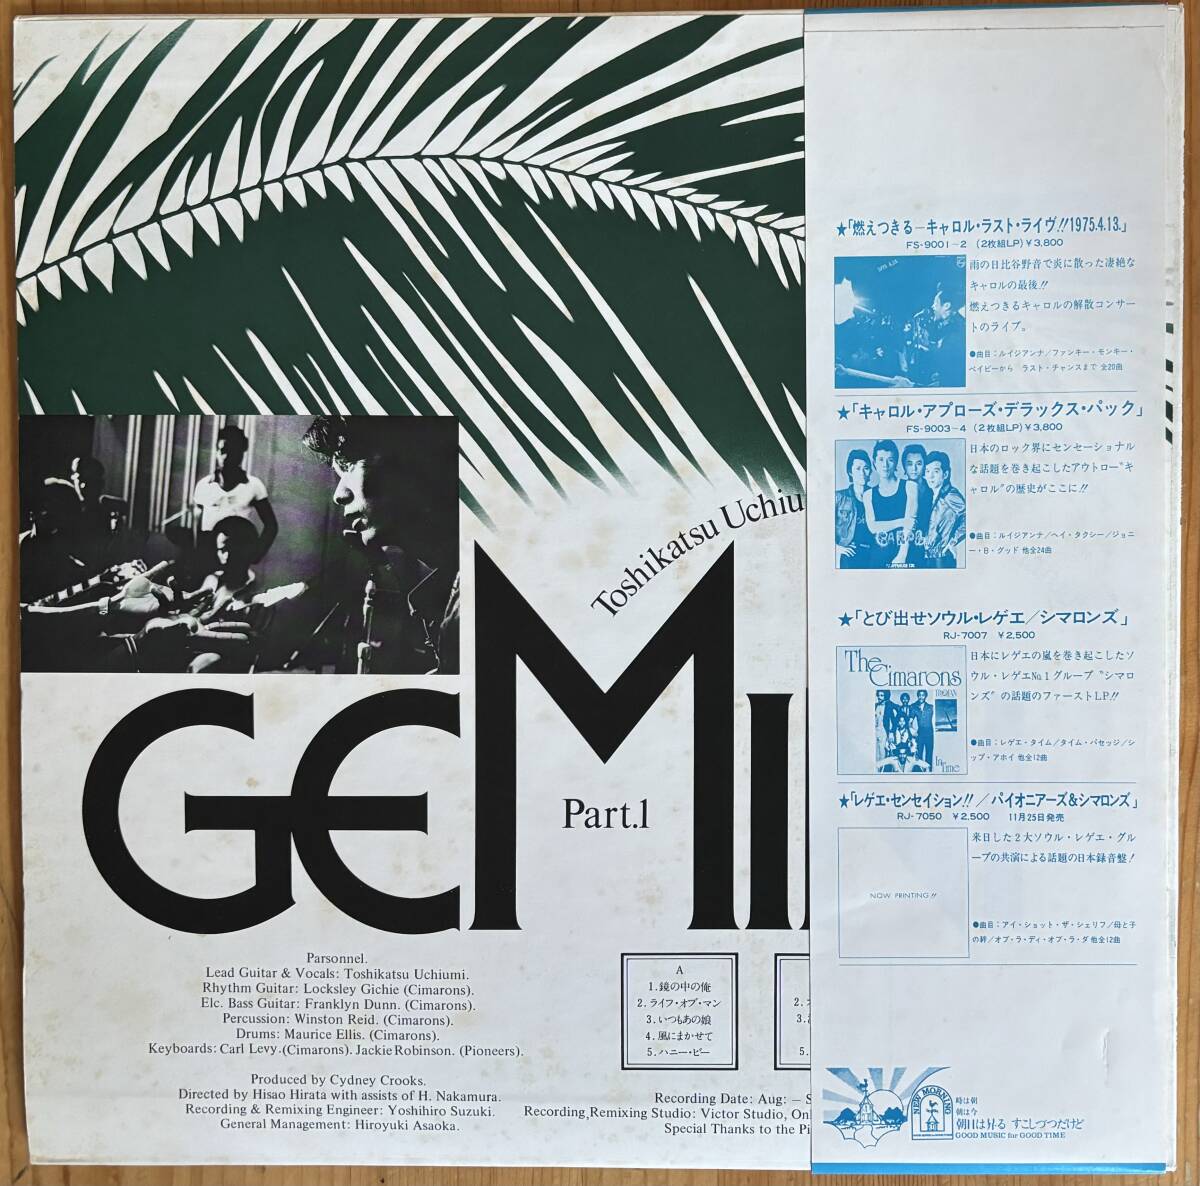 ★「燃えつきる－キャロル・ラスト・ライヴ!!1975.4.13.」
FS-9001-2 (2枚組LP) ¥3,800
雨の日比谷野音で炎に散った凄絶な
キャロルの最後!!
燃えつきるキャロルの解散コンサー
トのライブ。
●曲目：ルイジアンナ／ファンキー・モンキー・
ベイビーから ラスト・チャンスまで 全20曲
★「キャロル・アプローズ・デラックス・パック」
FS-9003-4 (2枚組LP) ¥3,800
日本のロック界にセンセーショナル
な話題を巻き起こしたアウトロー“キ
ャロル”の歴史がここに!!
●曲目：ルイジアンナ／ヘイ・タクシー／ジョニ
ー・B・グッド 他全24曲
★「とび出せソウル・レゲエ／シマロンズ」
RJ-7007 ¥2,500
The
Cimarons
TROJAN
In Time
日本にレゲエの嵐を巻き起こしたソ
ウル・レゲエNo.1グループ“シマロ
ンズ”の話題のファーストLP!!
●曲目：レゲエ・タイム／タイム・パセッジ／シ
ップ・アホイ 他全12曲
★「レゲエ・センセイション!!／パイオニアーズ&シマロンズ」
RJ-7050 ¥2,500 11月25日発売
NOW PRINTING!!
来日した2大ソウル・レゲエ・グル
ープの共演による話題の日本録音盤!
●曲目：アイ・ショット・ザ・シェリフ／母と子
の絆／オブ・ラ・ディ・オブ・ラ・ダ 他全12曲
NEW MORNING
時は朝
朝は今
朝日は昇る すこしづつだけど
GOOD MUSIC for GOOD TIME
Toshikatsu Uchiu
GEMI
Part.1
Parsonnel.
Lead Guitar & Vocals: Toshikatsu Uchiumi.
Rhythm Guitar: Locksley Gichie (Cimarons).
Elc. Bass Guitar: Franklyn Dunn. (Cimarons).
Percussion: Winston Reid. (Cimarons).
Drums: Maurice Ellis. (Cimarons).
Keyboards: Carl Levy.(Cimarons). Jackie Robinson. (Pioneers).
Produced by Cydney Crooks.
Directed by Hisao Hirata with assists of H. Nakamura.
Recording & Remixing Engineer: Yoshihiro Suzuki.
General Management: Hiroyuki Asaoka.
A
1.鏡の中の俺
2.ライフ・オブ・マン
3.いつもあの娘
4.風にまかせて
5.ハニー・ビー
2.
3.
5.
Recording Date: Aug: – S
Recording, Remixing Studio: Victor Studio, On
Special Thanks to the Pi